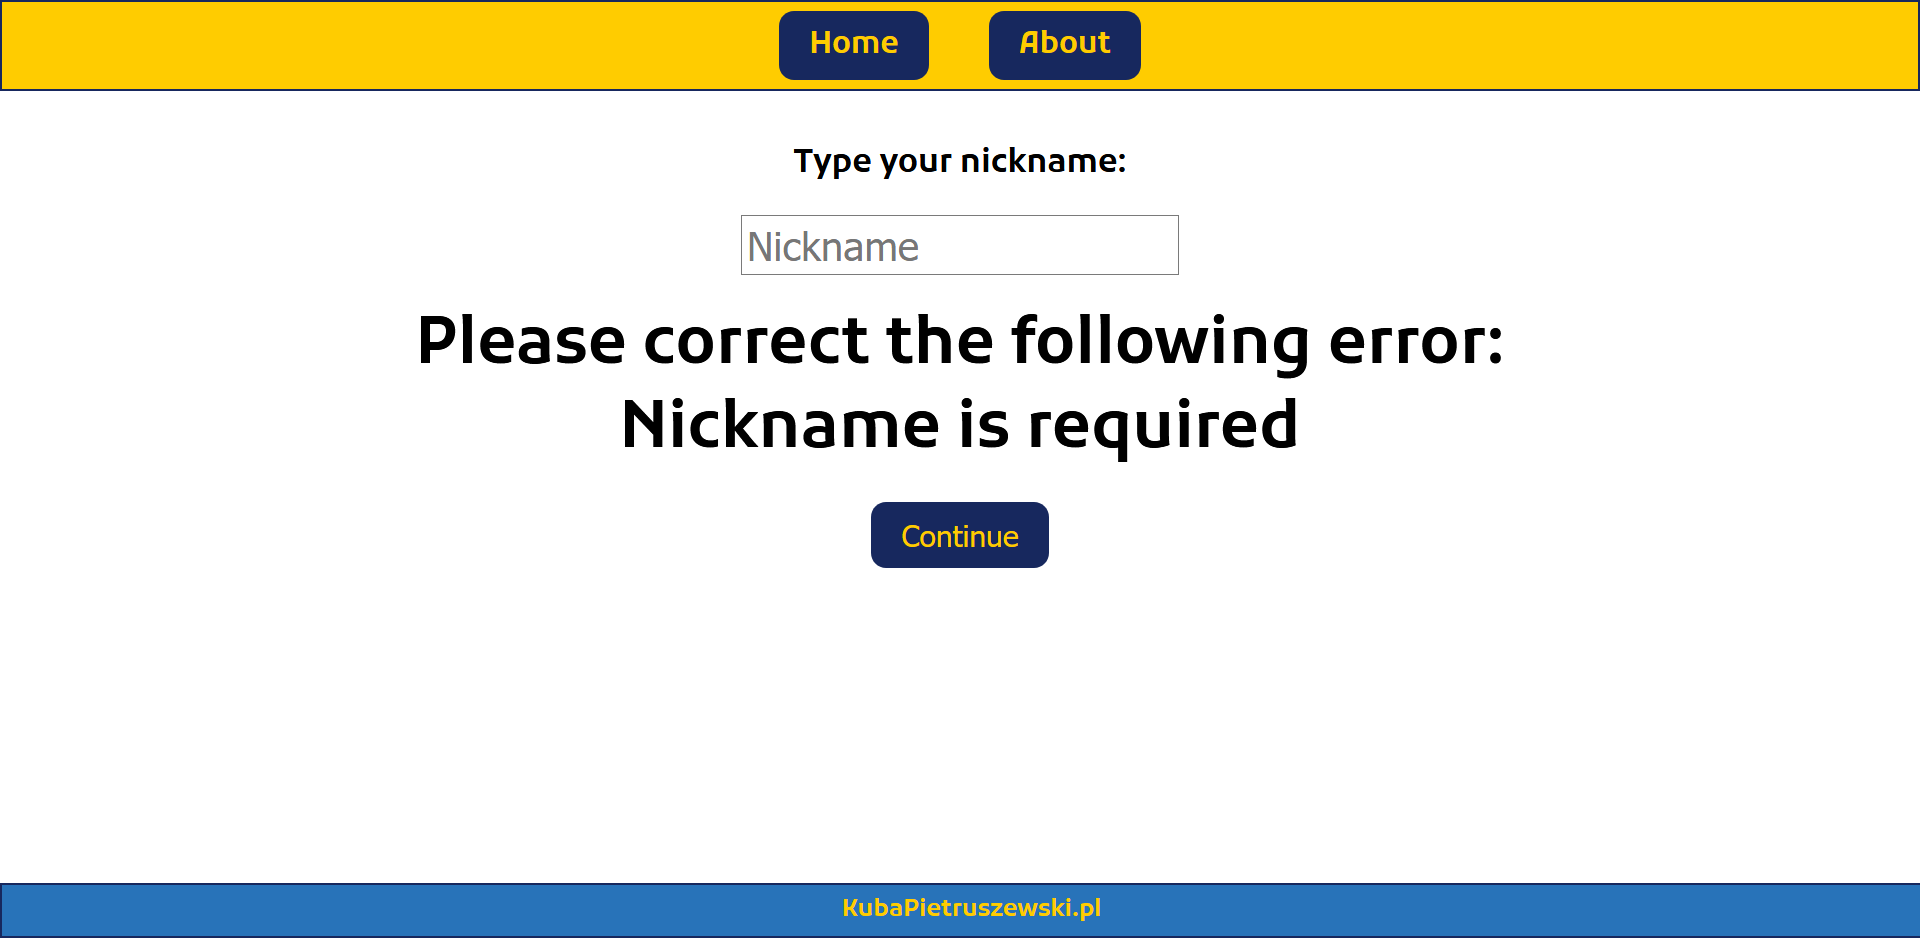 Home About
Type your nickname:
Nickname
Please correct the following error:
Nickname is required
Continue
KubaPietruszewski.pl